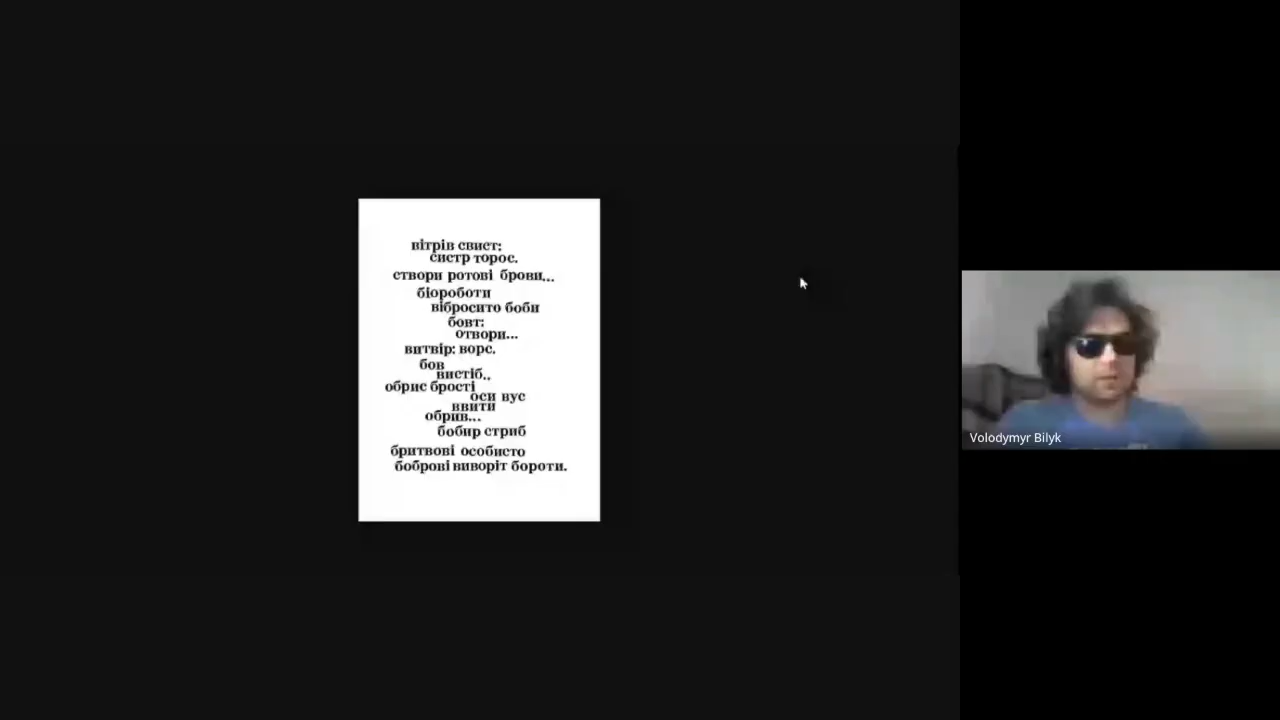 вітрів свист:
систр торос.
створи ротові брови...
біороботи
вібросито боби
бовт:
отвори...
витвір: ворс.
бов
вистіб..
обрис брості
оси вус
ввити
обрив...
бобир стриб
бритвові особисто
боброві виворіт бороти.
Volodymyr Bilyk